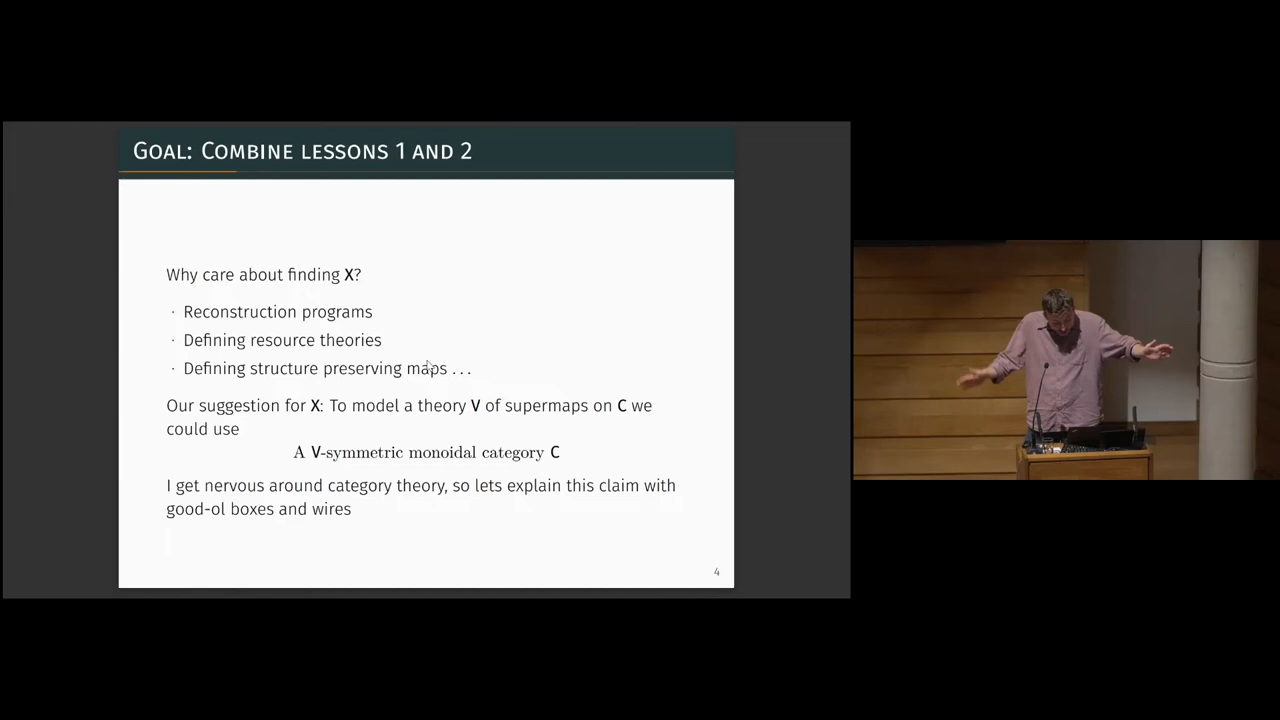 GOAL: COMBINE LESSONS 1 AND 2
Why care about finding X?
· Reconstruction programs
· Defining resource theories
· Defining structure preserving maps . . .
Our suggestion for X: To model a theory V of supermaps on C we
could use
A V-symmetric monoidal category C
I get nervous around category theory, so lets explain this claim with
good-ol boxes and wires
4